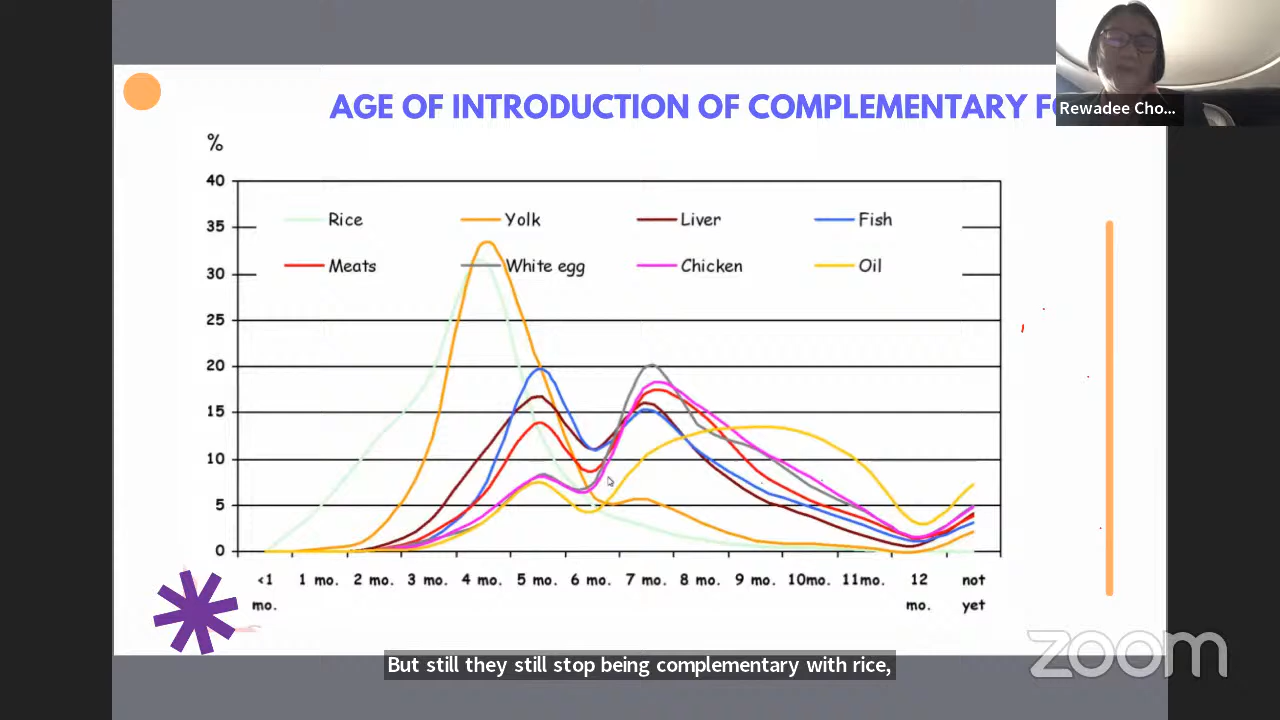 AGE OF INTRODUCTION OF COMPLEMENTARY
Rewadee Cho...
%
40
35
30
25
20
15
10
5
0
Rice
Yolk
Liver
Fish
Meats
White egg
Chicken
Oil
<1 mo.
1 mo.
2 mo.
3 mo.
4 mo.
5 mo.
6 mo.
7 mo.
8 mo.
9 mo.
10mo.
11mo.
12 mo.
not yet
zoom
But still they still stop being complementary with rice,